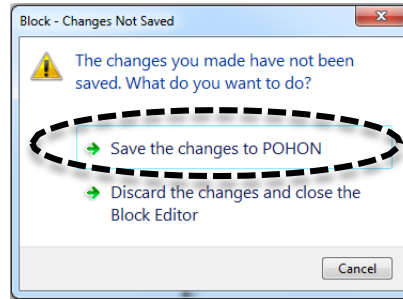 Block - Changes Not Saved
The changes you made have not been
saved. What do you want to do?
Save the changes to POHON
Discard the changes and close the
Block Editor
Cancel